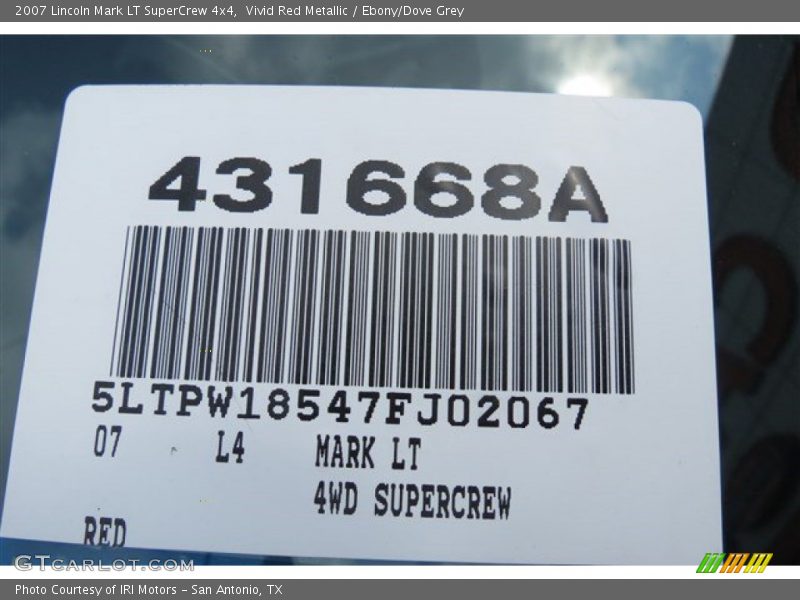 2007 Lincoln Mark LT SuperCrew 4x4,  Vivid Red Metallic / Ebony/Dove Grey
431668A
5LTPW18547FJ02067
07 L4 MARK LT
4WD SUPERCREW
RED
GTcarlot.com
Photo Courtesy of IRI Motors – San Antonio, TX